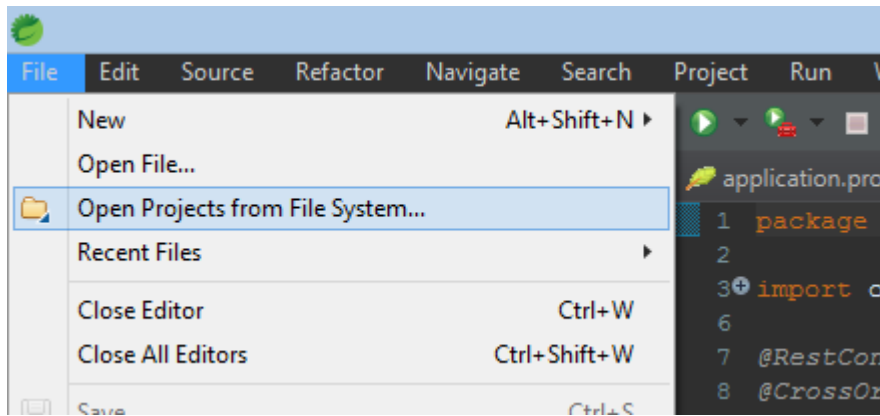 File Edit Source Refactor Navigate Search Project Run
New Alt+Shift+N
Open File...
Open Projects from File System...
Recent Files
Close Editor Ctrl+W
Close All Editors Ctrl+Shift+W
Save Ctrl+S
application.pro
1 package
2
3 import
6
7 @RestCon
8 @CrossOr